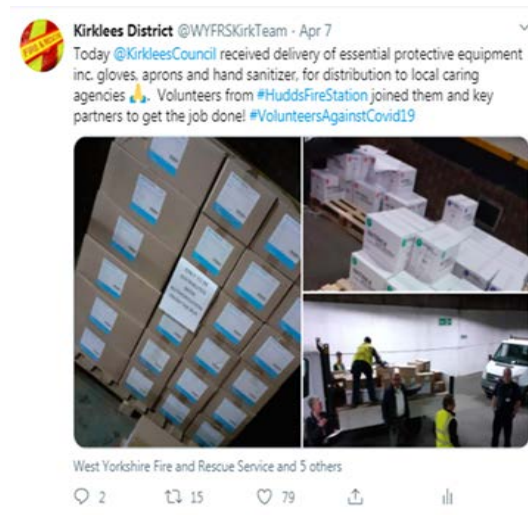 Kirklees District @WYFRSKirkTeam · Apr 7
Today @KirkleesCouncil received delivery of essential protective equipment
inc. gloves, aprons and hand sanitizer, for distribution to local caring
agencies 🙏. Volunteers from #HuddsFireStation joined them and key
partners to get the job done! #VolunteersAgainstCovid19
West Yorkshire Fire and Rescue Service and 5 others
2 15 79